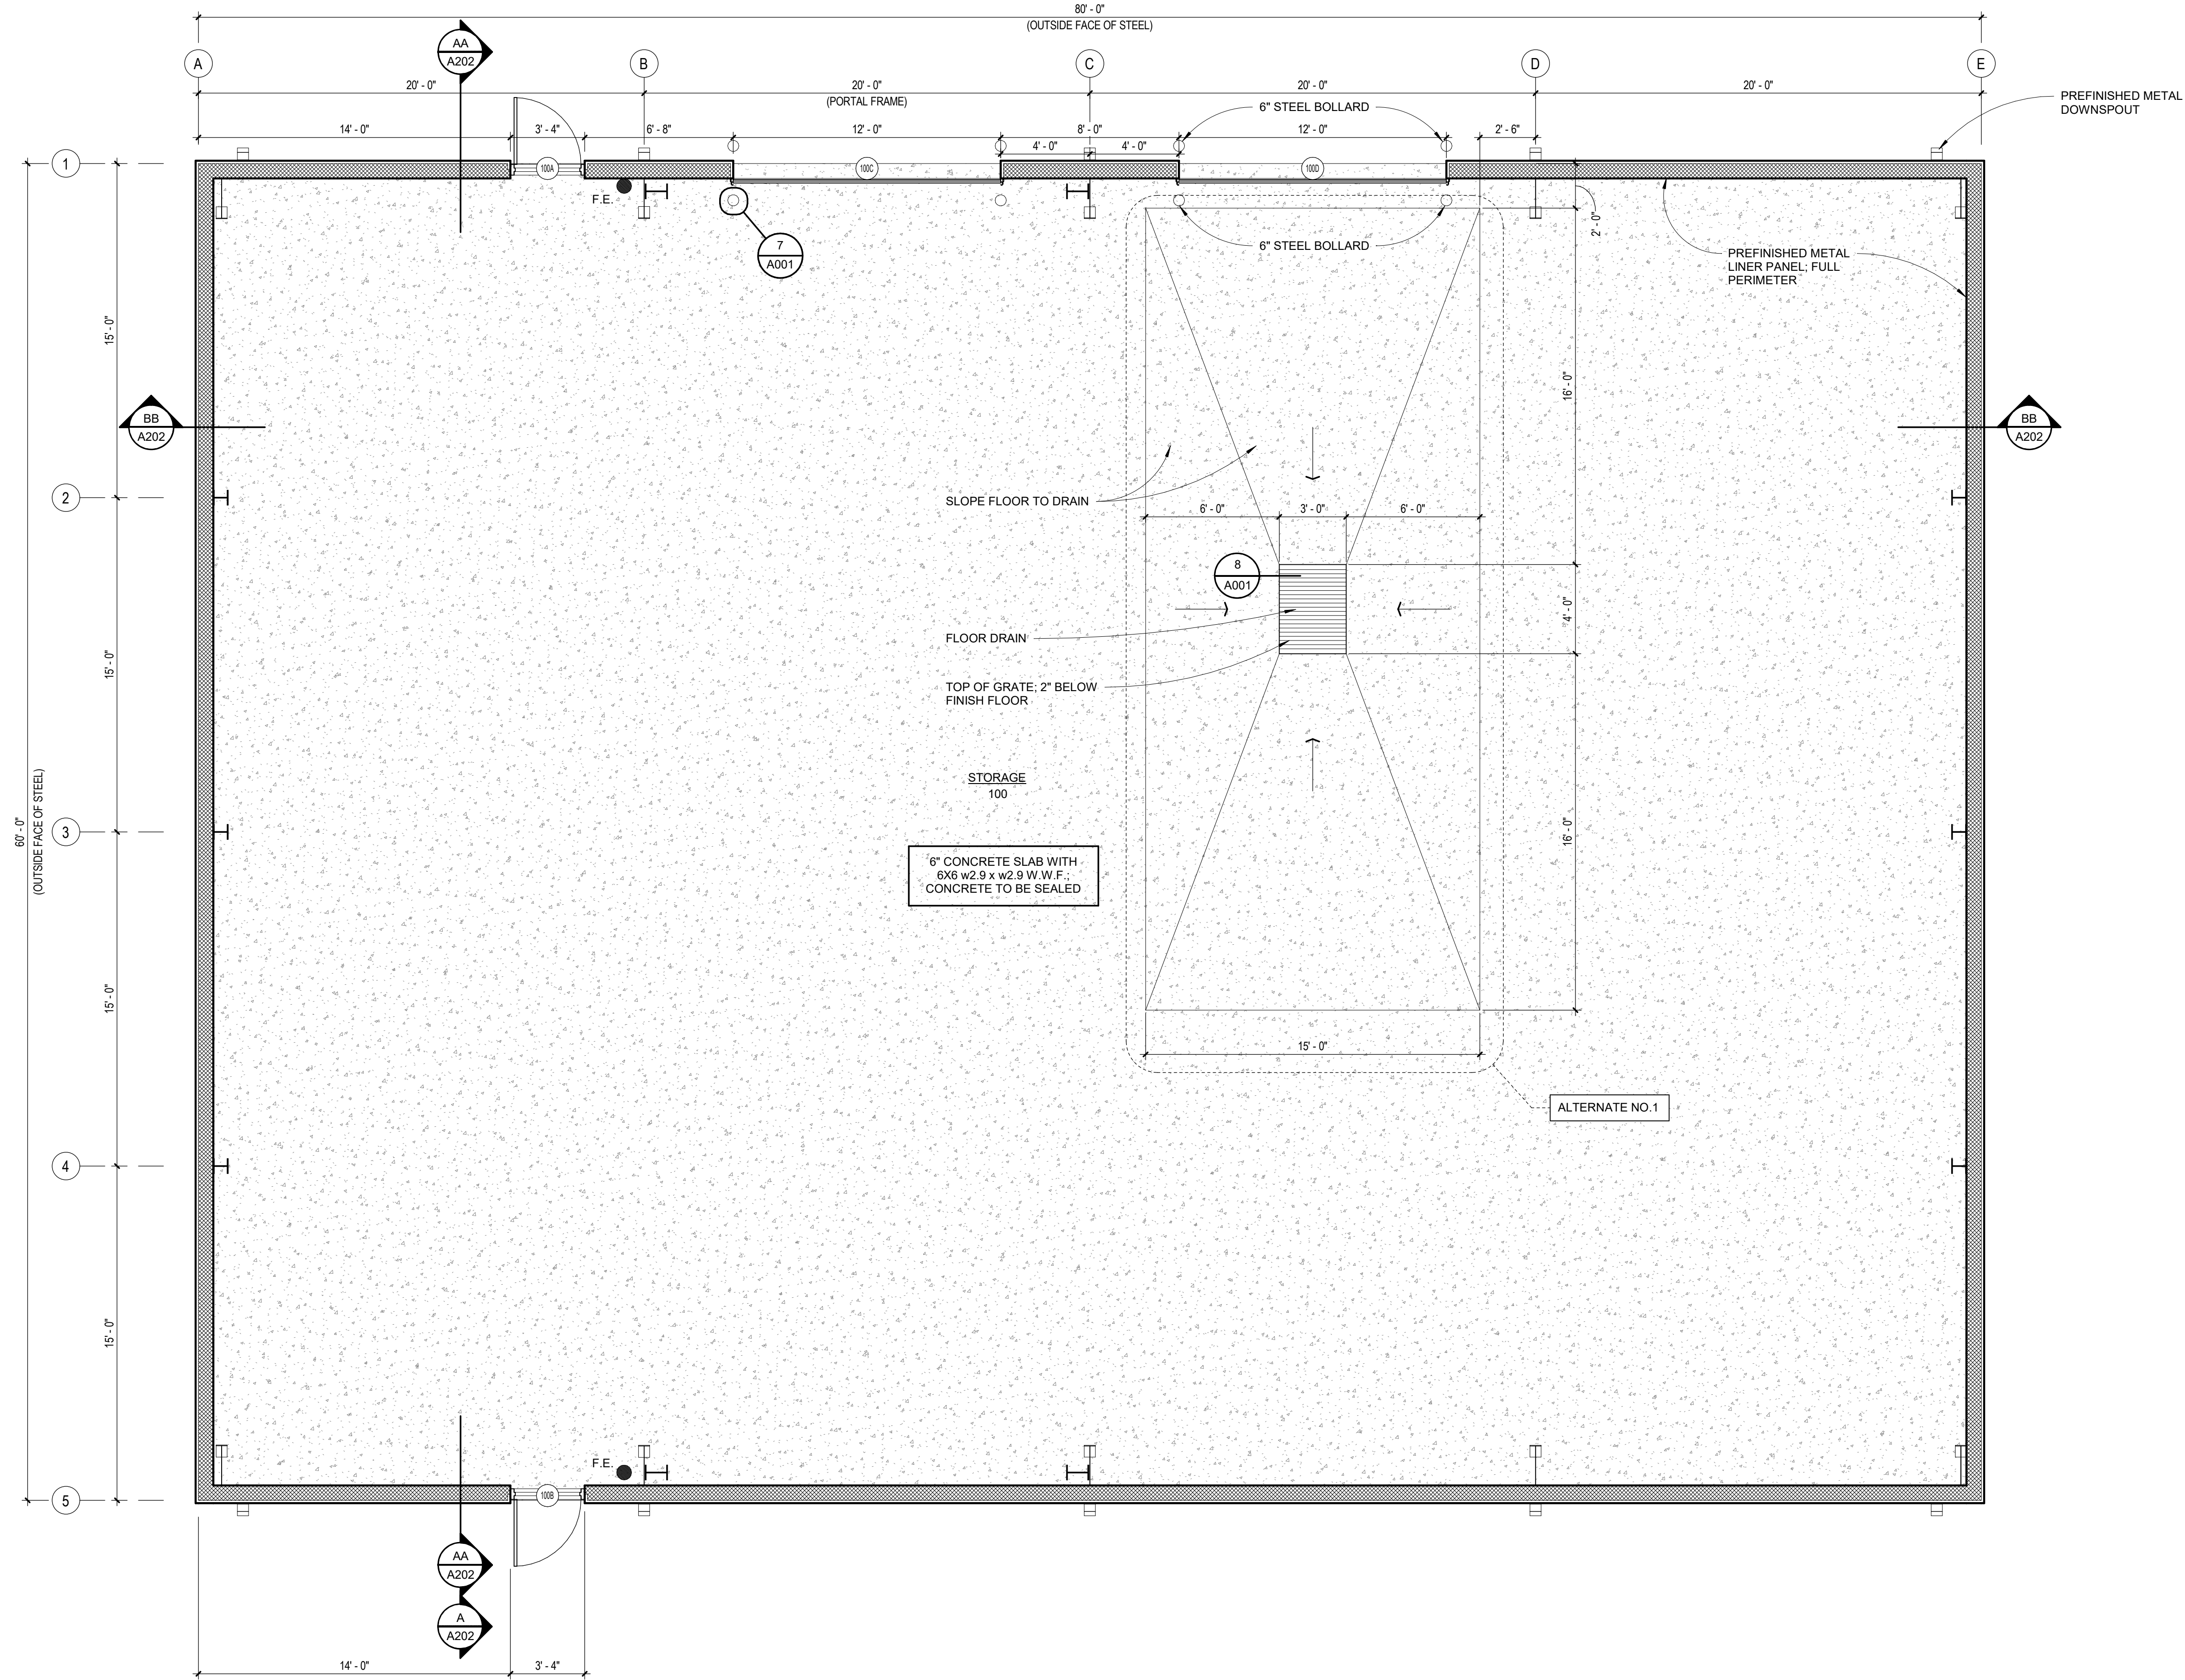 80' - 0"
(OUTSIDE FACE OF STEEL)
AA
A202
A
B
C
D
E
20' - 0"
20' - 0"
(PORTAL FRAME)
20' - 0"
20' - 0"
PREFINISHED METAL
DOWNSPOUT
6" STEEL BOLLARD
14' - 0"
3' - 4"
6' - 8"
12' - 0"
8' - 0"
12' - 0"
2' - 6"
4' - 0"
4' - 0"
1
100A
100C
100D
F.E.
7
A001
6" STEEL BOLLARD
2' - 0"
PREFINISHED METAL
LINER PANEL; FULL
PERIMETER
15' - 0"
16' - 0"
BB
A202
BB
A202
2
SLOPE FLOOR TO DRAIN
6' - 0"
3' - 0"
6' - 0"
8
A001
4' - 0"
FLOOR DRAIN
15' - 0"
TOP OF GRATE; 2" BELOW
FINISH FLOOR
STORAGE
100
60' - 0"
(OUTSIDE FACE OF STEEL)
3
16' - 0"
6" CONCRETE SLAB WITH
6X6 w2.9 x w2.9 W.W.F.;
CONCRETE TO BE SEALED
15' - 0"
15' - 0"
ALTERNATE NO.1
4
15' - 0"
F.E.
5
100B
AA
A202
A
A202
14' - 0"
3' - 4"